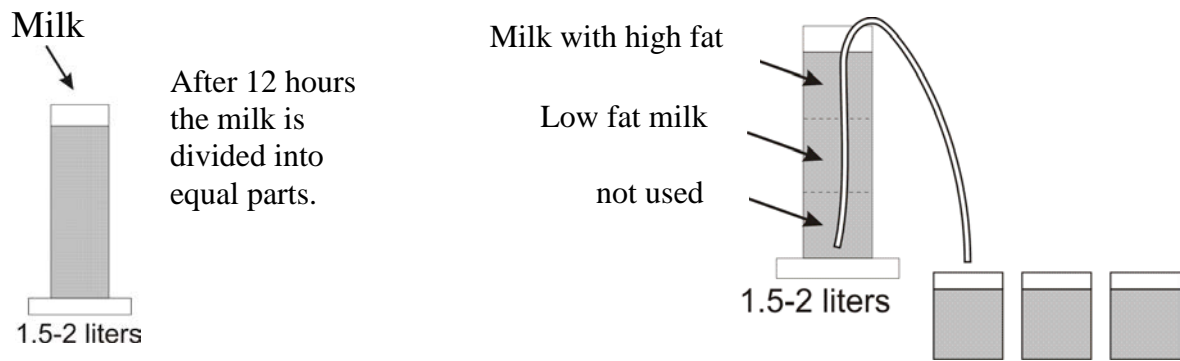 Milk
After 12 hours
the milk is
divided into
equal parts.
1.5-2 liters
Milk with high fat
Low fat milk
not used
1.5-2 liters